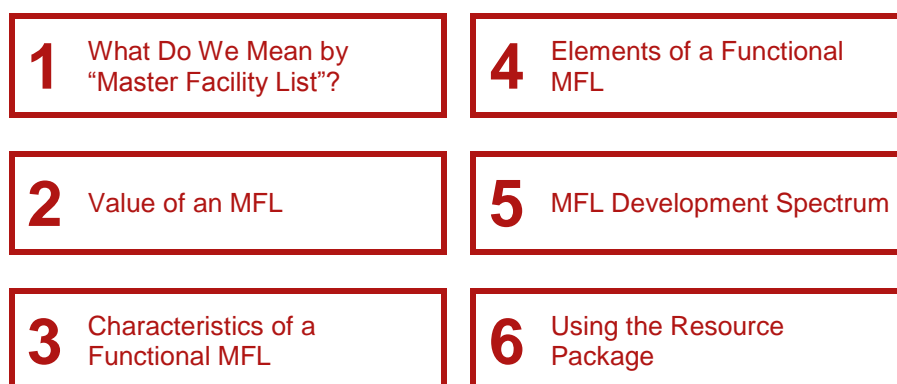 1
What Do We Mean by
“Master Facility List”?
2
Value of an MFL
3
Characteristics of a
Functional MFL
4
Elements of a Functional
MFL
5
MFL Development Spectrum
6
Using the Resource
Package